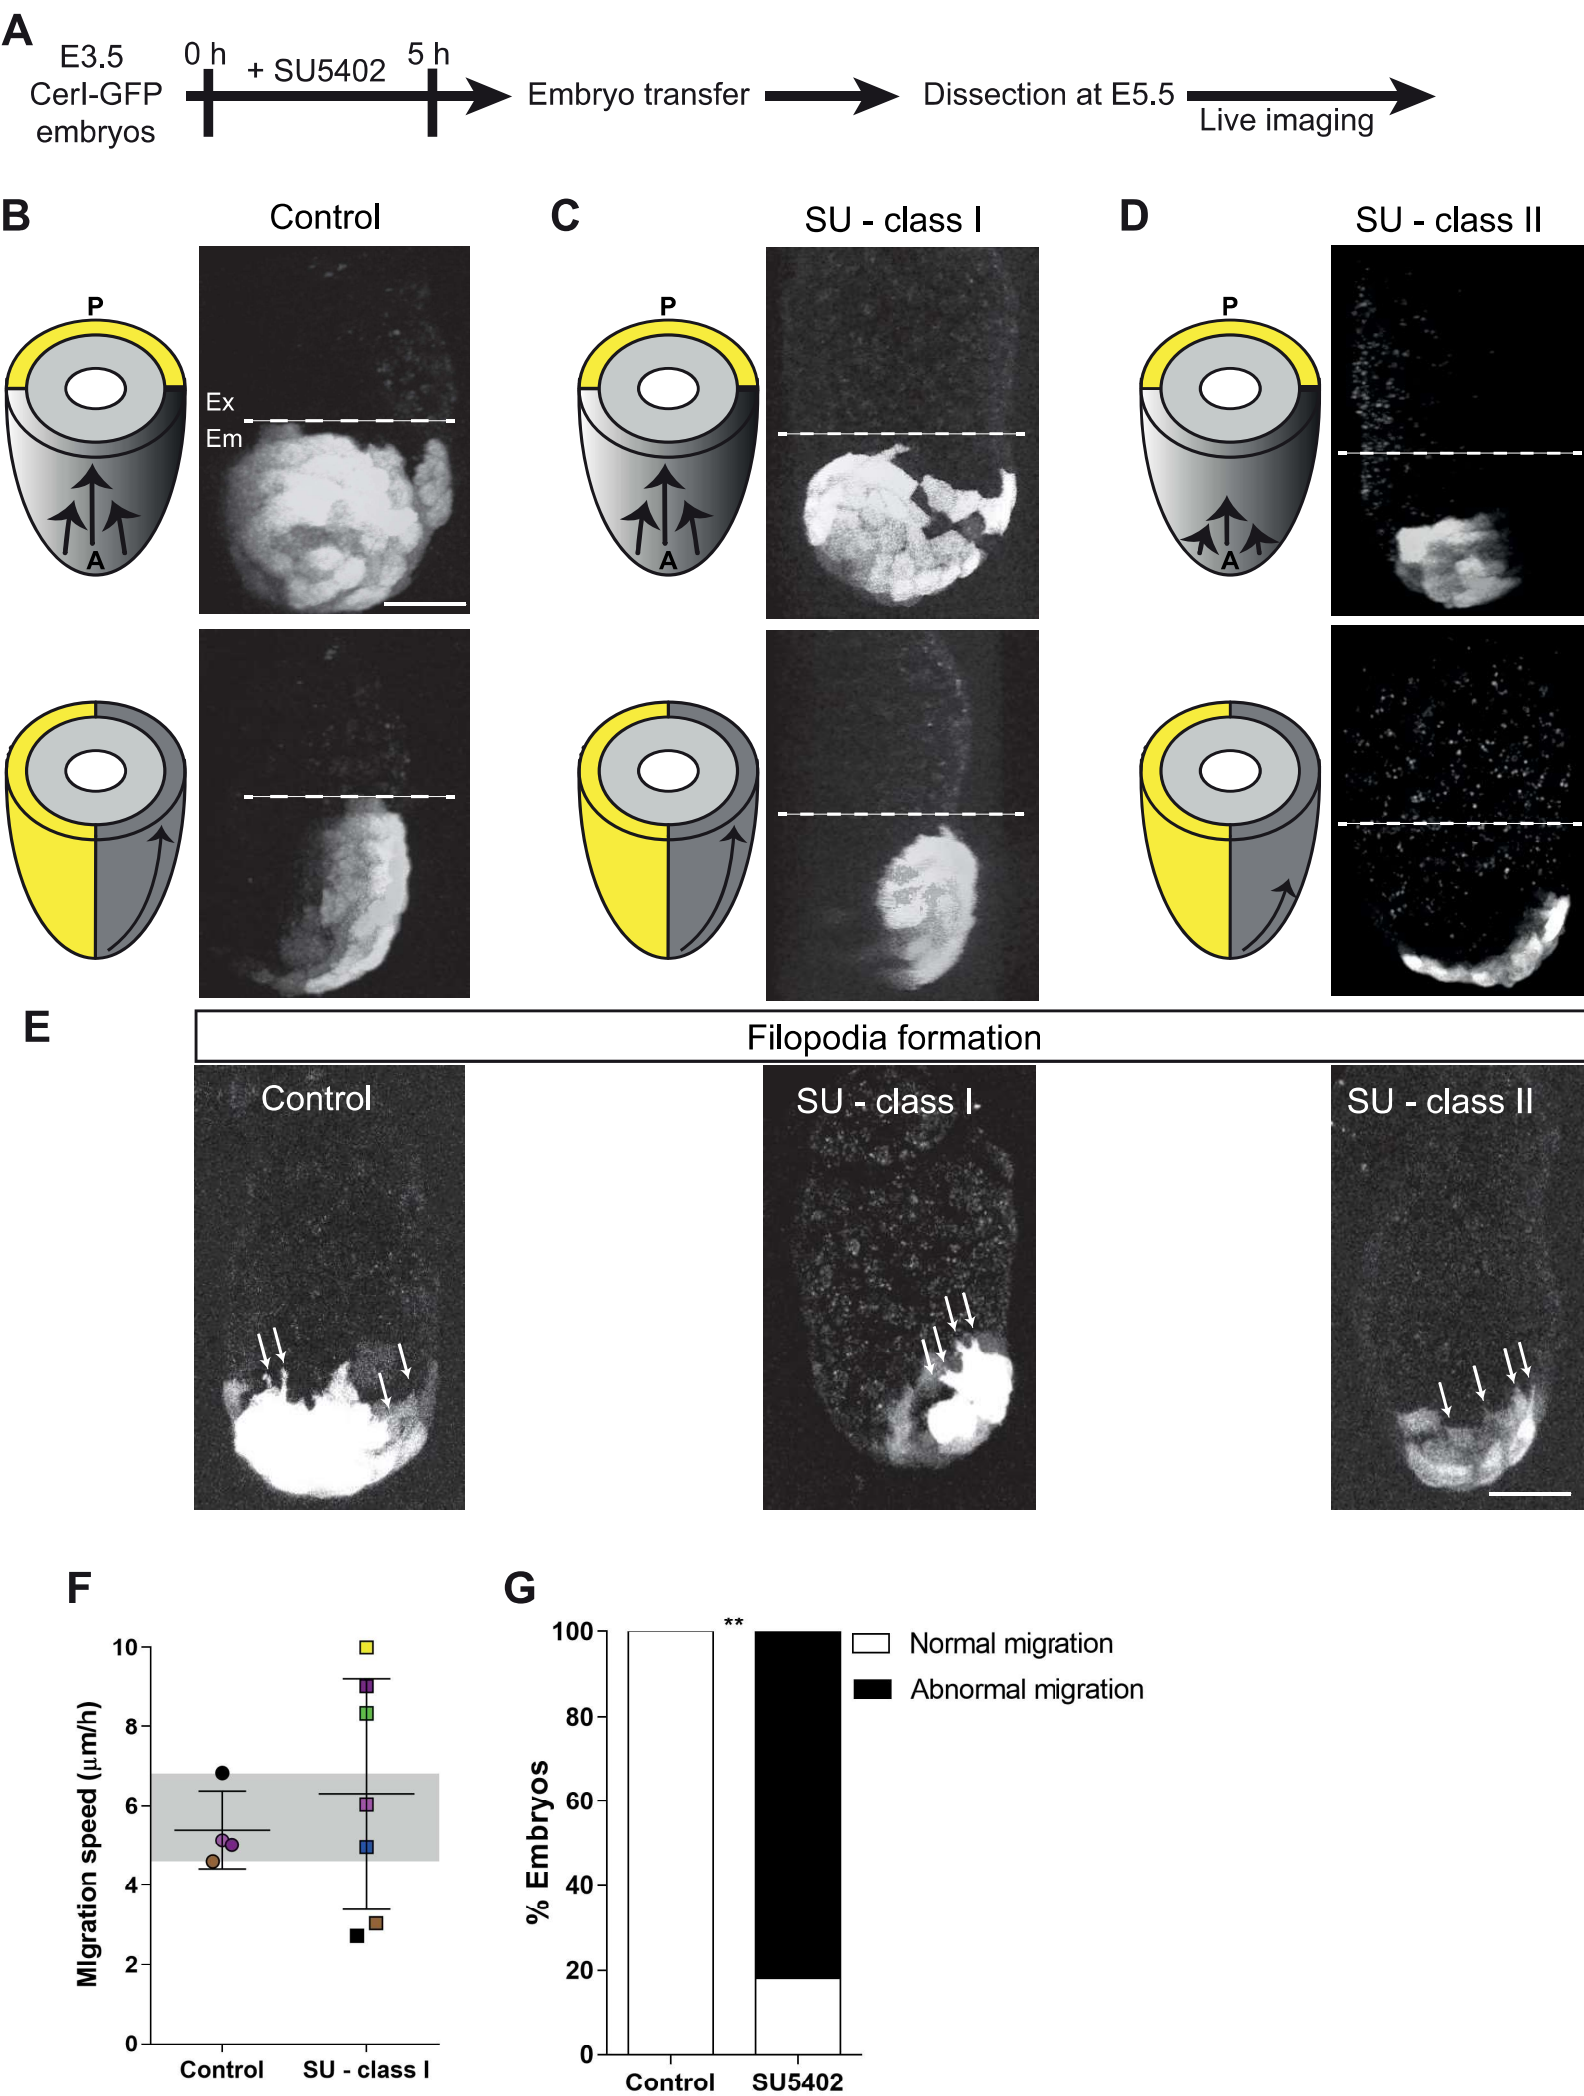 A
E3.5
Cerl-GFP
embryos
0 h
+ SU5402
5 h
Embryo transfer
Dissection at E5.5
Live imaging
B
Control
C
SU - class I
D
SU - class II
P
A
Ex
Em
P
A
P
A
E
Filopodia formation
Control
SU - class I
SU - class II
F
MIgration speed (μm/h)
10
8
6
4
2
0
Control
SU - class I
G
% Embryos
100
80
60
40
20
0
**
Control
SU5402
Normal migration
Abnormal migration